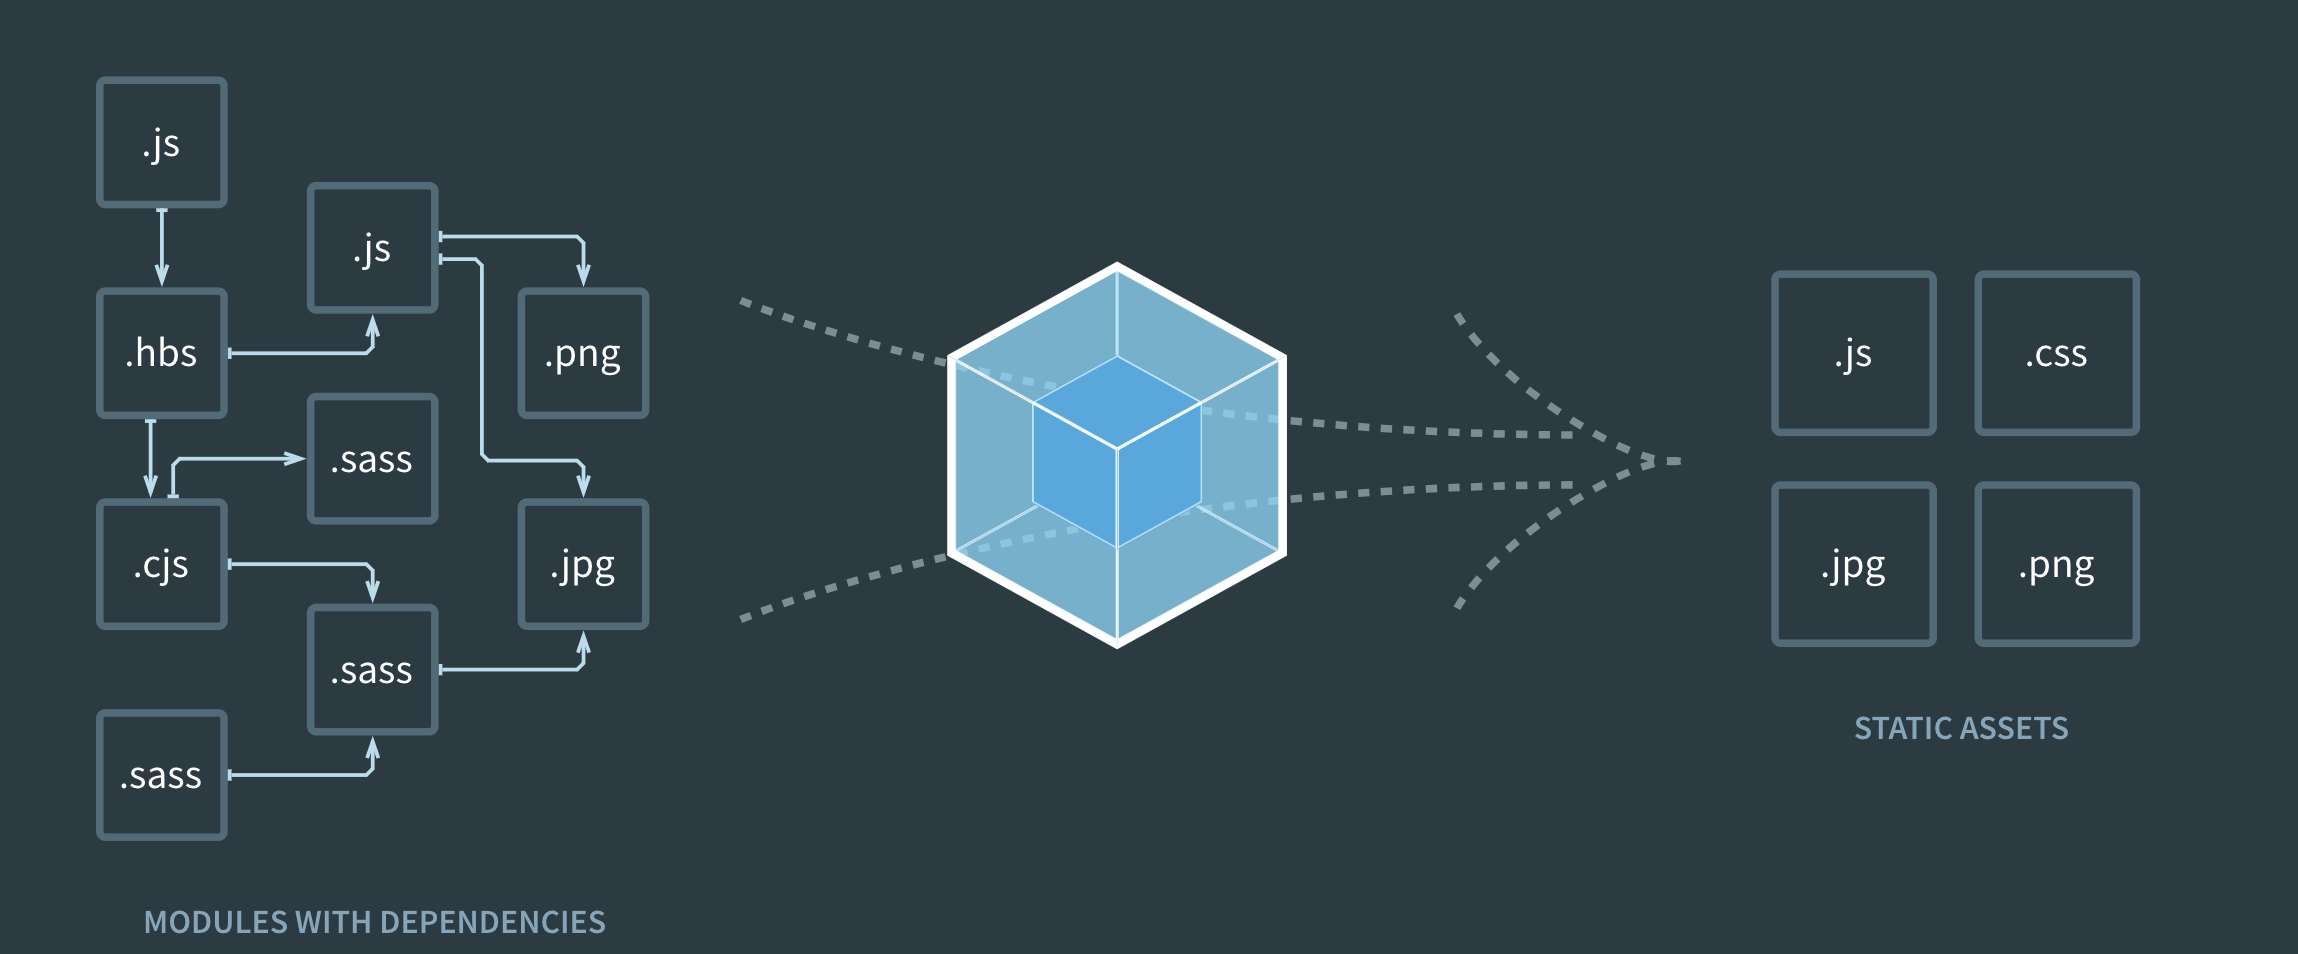 .js
.js
.hbs
.png
.sass
.cjs
.jpg
.sass
.sass
MODULES WITH DEPENDENCIES
.js
.css
.jpg
.png
STATIC ASSETS